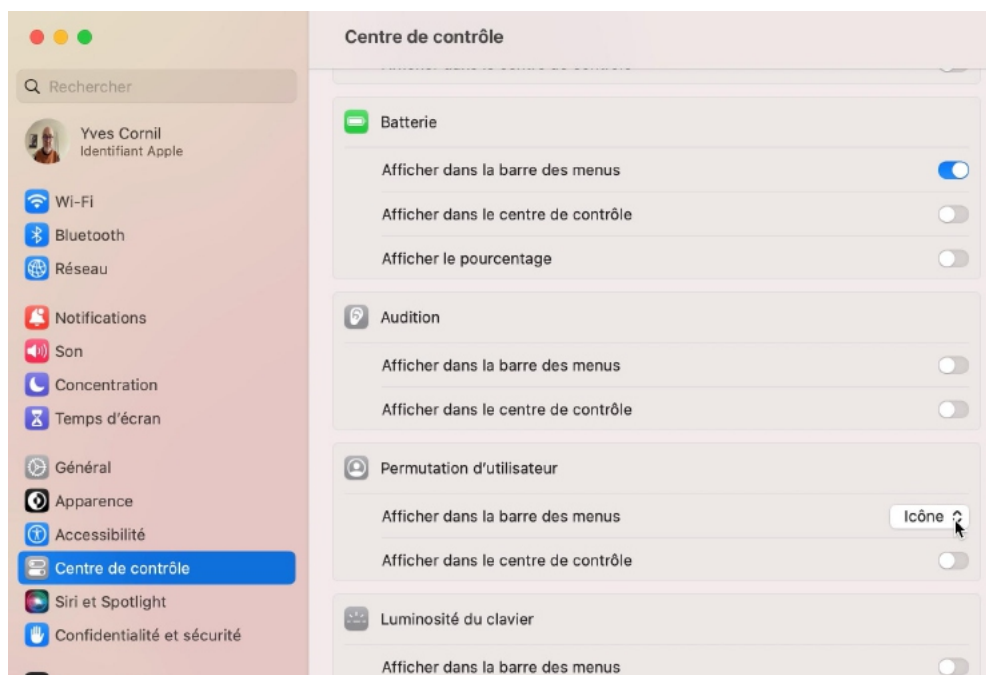 Centre de contrôle
Rechercher
Yves Cornil
Identifiant Apple
Wi-Fi
Bluetooth
Réseau
Notifications
Son
Concentration
Temps d'écran
Général
Apparence
Accessibilité
Centre de contrôle
Siri et Spotlight
Confidentialité et sécurité
Batterie
Afficher dans la barre des menus
Afficher dans le centre de contrôle
Afficher le pourcentage
Audition
Afficher dans la barre des menus
Afficher dans le centre de contrôle
Permutation d'utilisateur
Afficher dans la barre des menus Icône
Afficher dans le centre de contrôle
Luminosité du clavier
Afficher dans la barre des menus